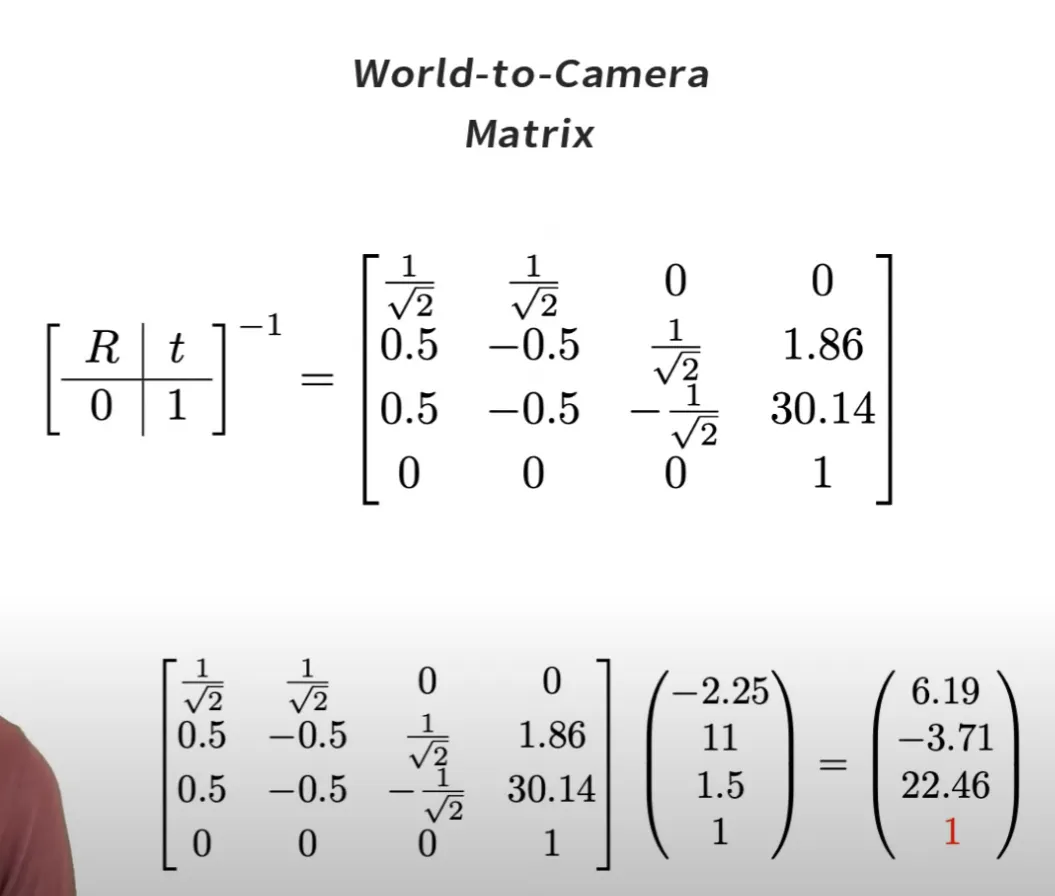 World-to-Camera
Matrix
$\left[\begin{array}{c|c} R & t \\ \hline 0 & 1 \end{array}\right]^{-1} = \begin{bmatrix} \frac{1}{\sqrt{2}} & \frac{1}{\sqrt{2}} & 0 & 0 \\ 0.5 & -0.5 & \frac{1}{\sqrt{2}} & 1.86 \\ 0.5 & -0.5 & -\frac{1}{\sqrt{2}} & 30.14 \\ 0 & 0 & 0 & 1 \end{bmatrix}$
$\begin{bmatrix} \frac{1}{\sqrt{2}} & \frac{1}{\sqrt{2}} & 0 & 0 \\ 0.5 & -0.5 & \frac{1}{\sqrt{2}} & 1.86 \\ 0.5 & -0.5 & -\frac{1}{\sqrt{2}} & 30.14 \\ 0 & 0 & 0 & 1 \end{bmatrix} \begin{pmatrix} -2.25 \\ 11 \\ 1.5 \\ 1 \end{pmatrix} = \begin{pmatrix} 6.19 \\ -3.71 \\ 22.46 \\ 1 \end{pmatrix}$